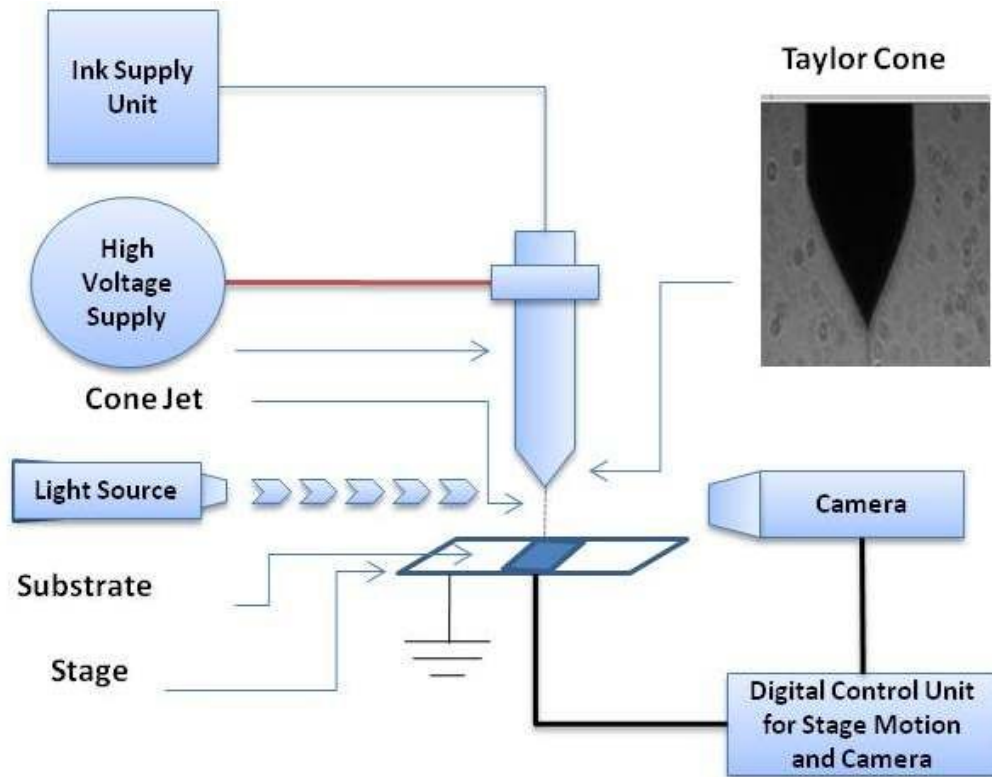 Ink Supply
Unit
Taylor Cone
High
Voltage
Supply
Cone Jet
Light Source
Camera
Substrate
Stage
Digital Control Unit
for Stage Motion
and Camera